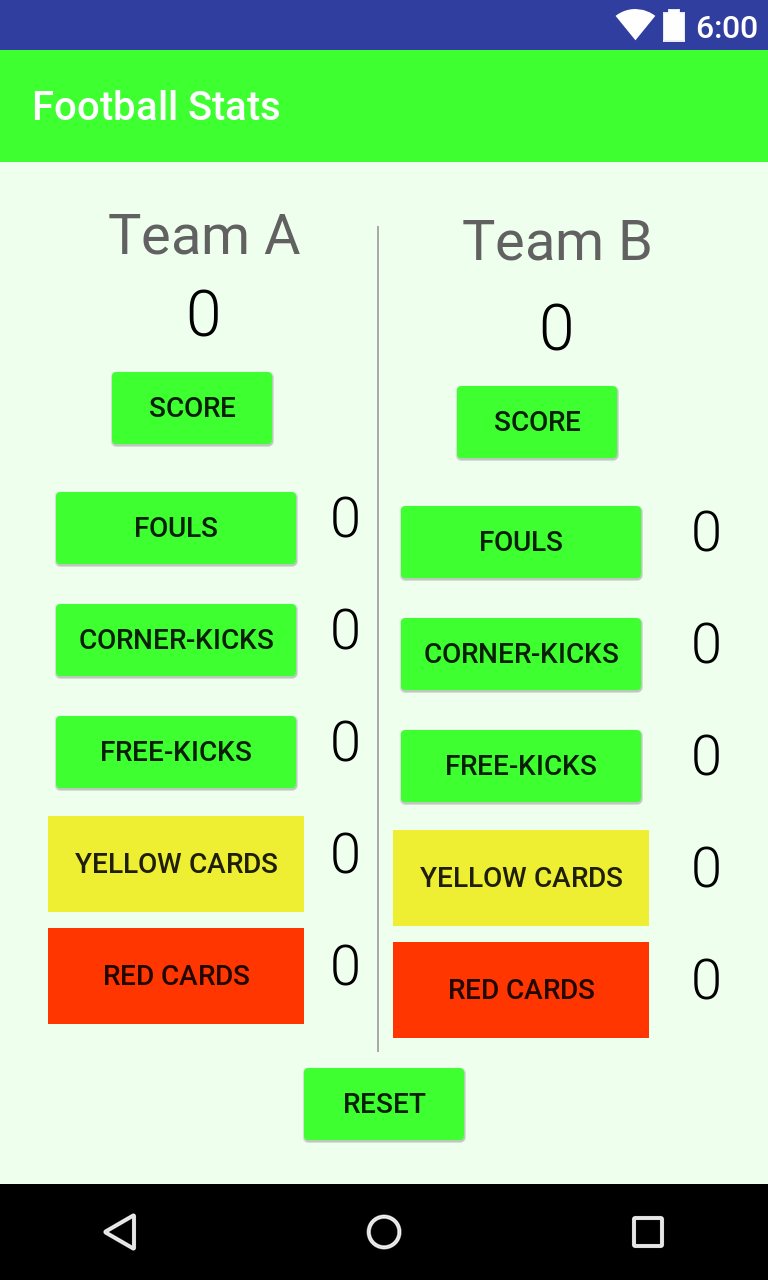 6:00
Football Stats
Team A
0
SCORE
FOULS 0
CORNER-KICKS 0
FREE-KICKS 0
YELLOW CARDS 0
RED CARDS 0
Team B
0
SCORE
FOULS 0
CORNER-KICKS 0
FREE-KICKS 0
YELLOW CARDS 0
RED CARDS 0
RESET